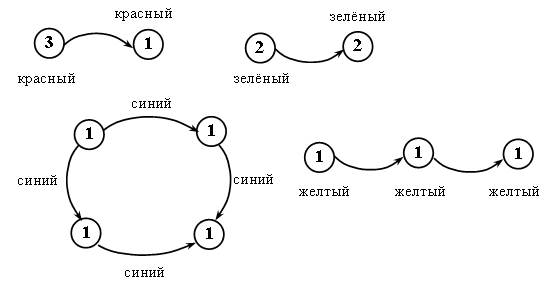 красный
3 1
красный
зелёный
2 2
зелёный
синий
1 1
синий синий
1 1
синий
1 1 1
желтый желтый желтый